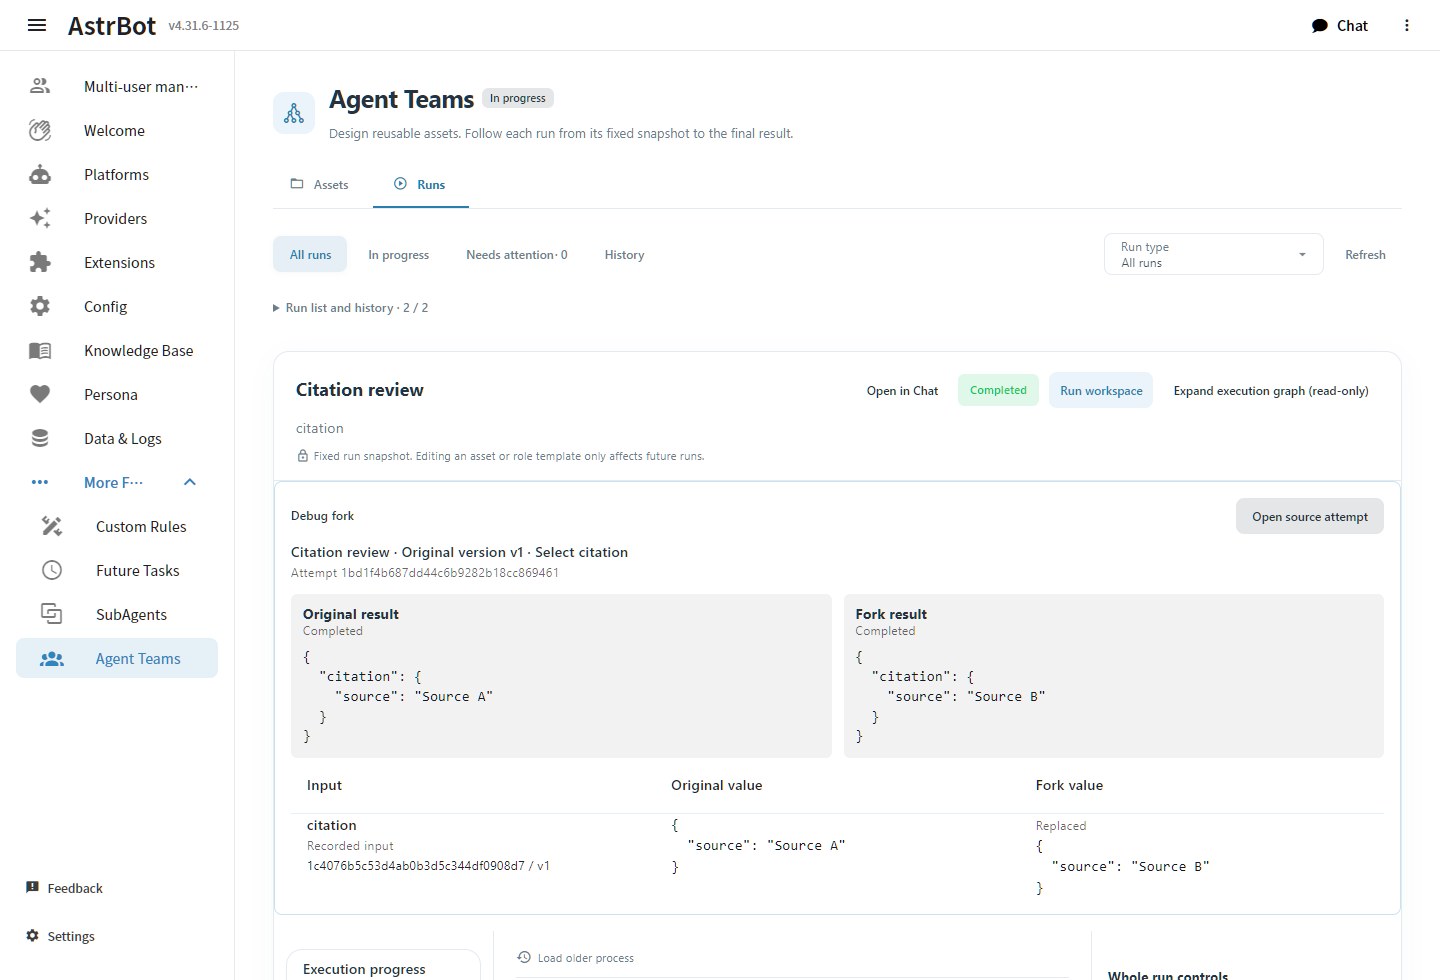 AstrBot v4.31.6-1125
Chat
Multi-user man···
Welcome
Platforms
Providers
Extensions
Config
Knowledge Base
Persona
Data & Logs
More F···
Custom Rules
Future Tasks
SubAgents
Agent Teams
Feedback
Settings
Agent Teams In progress
Design reusable assets. Follow each run from its fixed snapshot to the final result.
Assets Runs
All runs In progress Needs attention· 0 History
Run type
All runs
Refresh
Run list and history · 2 / 2
Citation review
Open in Chat Completed Run workspace Expand execution graph (read-only)
citation
Fixed run snapshot. Editing an asset or role template only affects future runs.
Debug fork
Open source attempt
Citation review · Original version v1 · Select citation
Attempt 1bd1f4b687dd44c6b9282b18cc869461
Original result
Completed
{
"citation": {
"source": "Source A"
}
}
Fork result
Completed
{
"citation": {
"source": "Source B"
}
}
Input Original value Fork value
citation
Recorded input
1c4076b5c53d4ab0b3d5c344df0908d7 / v1
{
"source": "Source A"
}
Replaced
{
"source": "Source B"
}
Execution progress
Load older process
Whole run controls